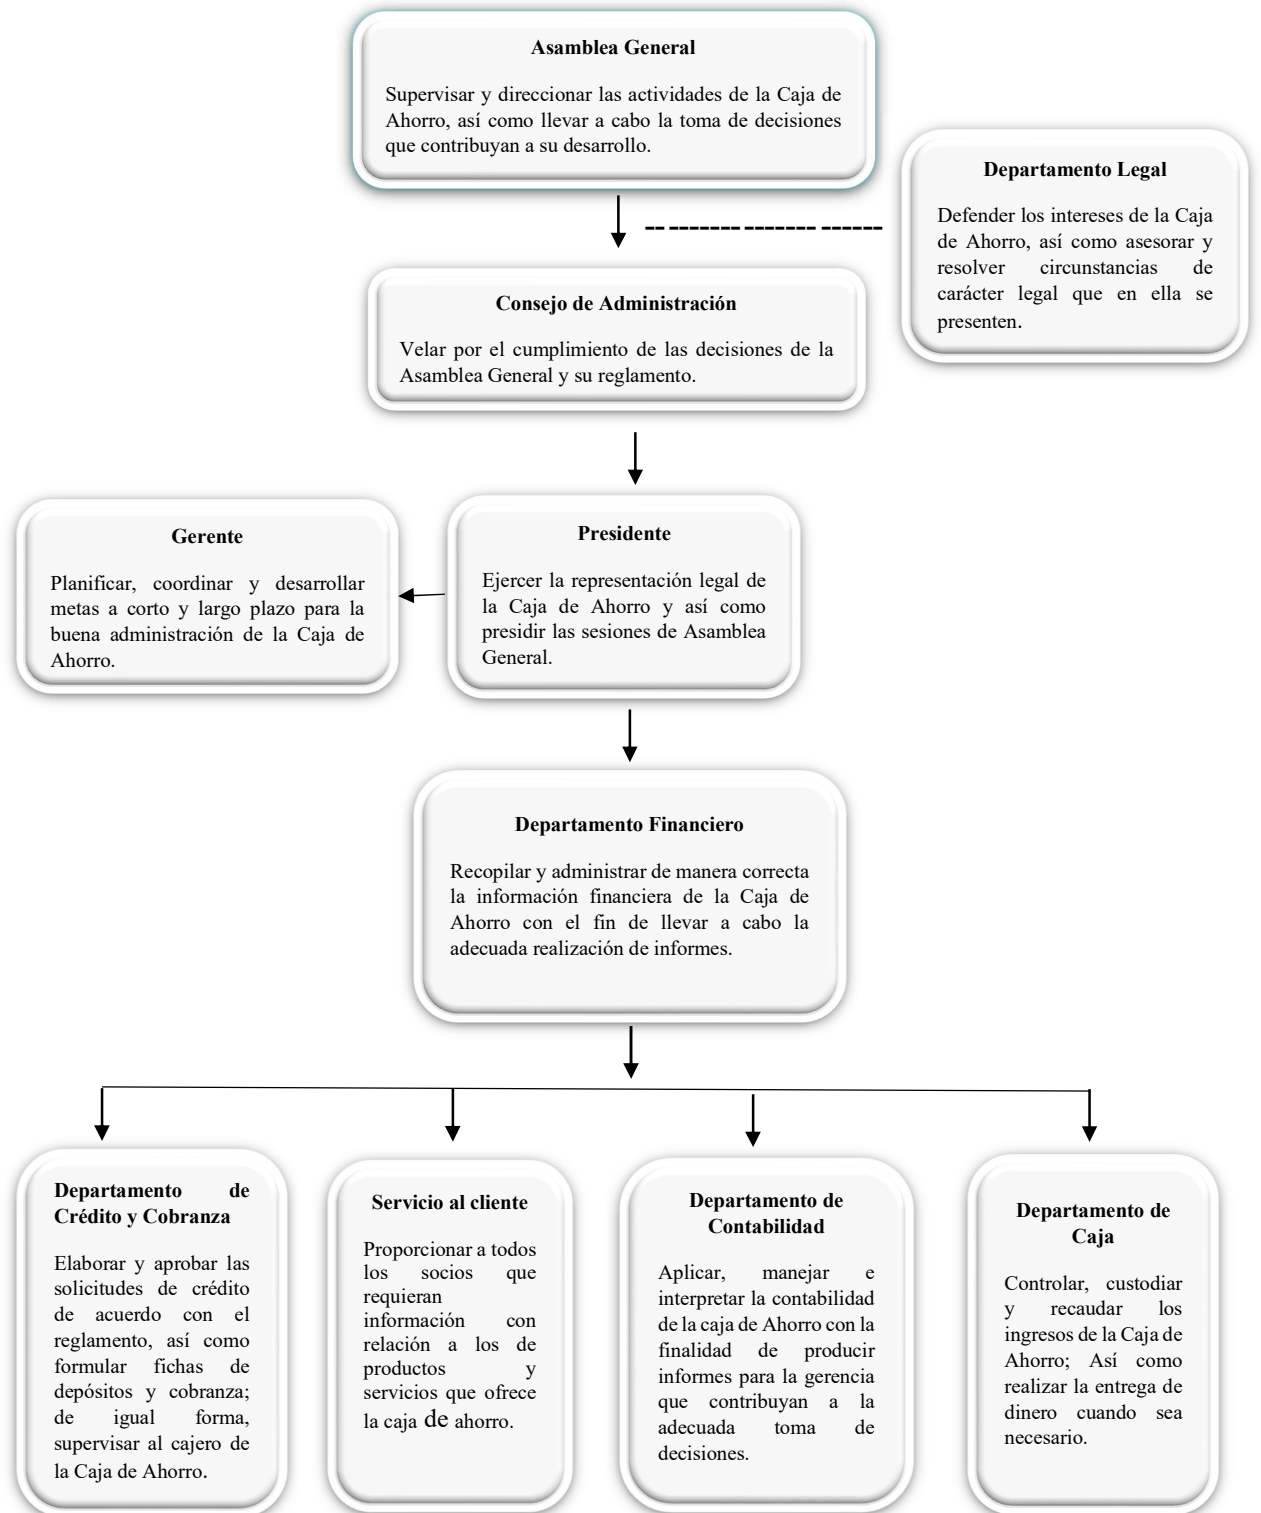 Asamblea General
Supervisar y direccionar las actividades de la Caja de
Ahorro, así como llevar a cabo la toma de decisiones
que contribuyan a su desarrollo.
Departamento Legal
Defender los intereses de la Caja
de Ahorro, así como asesorar y
resolver circunstancias de
carácter legal que en ella se
presenten.
Consejo de Administración
Velar por el cumplimiento de las decisiones de la
Asamblea General y su reglamento.
Gerente
Planificar, coordinar y desarrollar
metas a corto y largo plazo para la
buena administración de la Caja de
Ahorro.
Presidente
Ejercer la representación legal de
la Caja de Ahorro y así como
presidir las sesiones de Asamblea
General.
Departamento Financiero
Recopilar y administrar de manera correcta
la información financiera de la Caja de
Ahorro con el fin de llevar a cabo la
adecuada realización de informes.
Departamento de
Crédito y Cobranza
Elaborar y aprobar las
solicitudes de crédito
de acuerdo con el
reglamento, así como
formular fichas de
depósitos y cobranza;
de igual forma,
supervisar al cajero de
la Caja de Ahorro.
Servicio al cliente
Proporcionar a todos
los socios que
requieran
información con
relación a los de
productos y
servicios que ofrece
la caja de ahorro.
Departamento de
Contabilidad
Aplicar, manejar e
interpretar la contabilidad
de la caja de Ahorro con la
finalidad de producir
informes para la gerencia
que contribuyan a la
adecuada toma de
decisiones.
Departamento de
Caja
Controlar, custodiar
y recaudar los
ingresos de la Caja de
Ahorro; Así como
realizar la entrega de
dinero cuando sea
necesario.